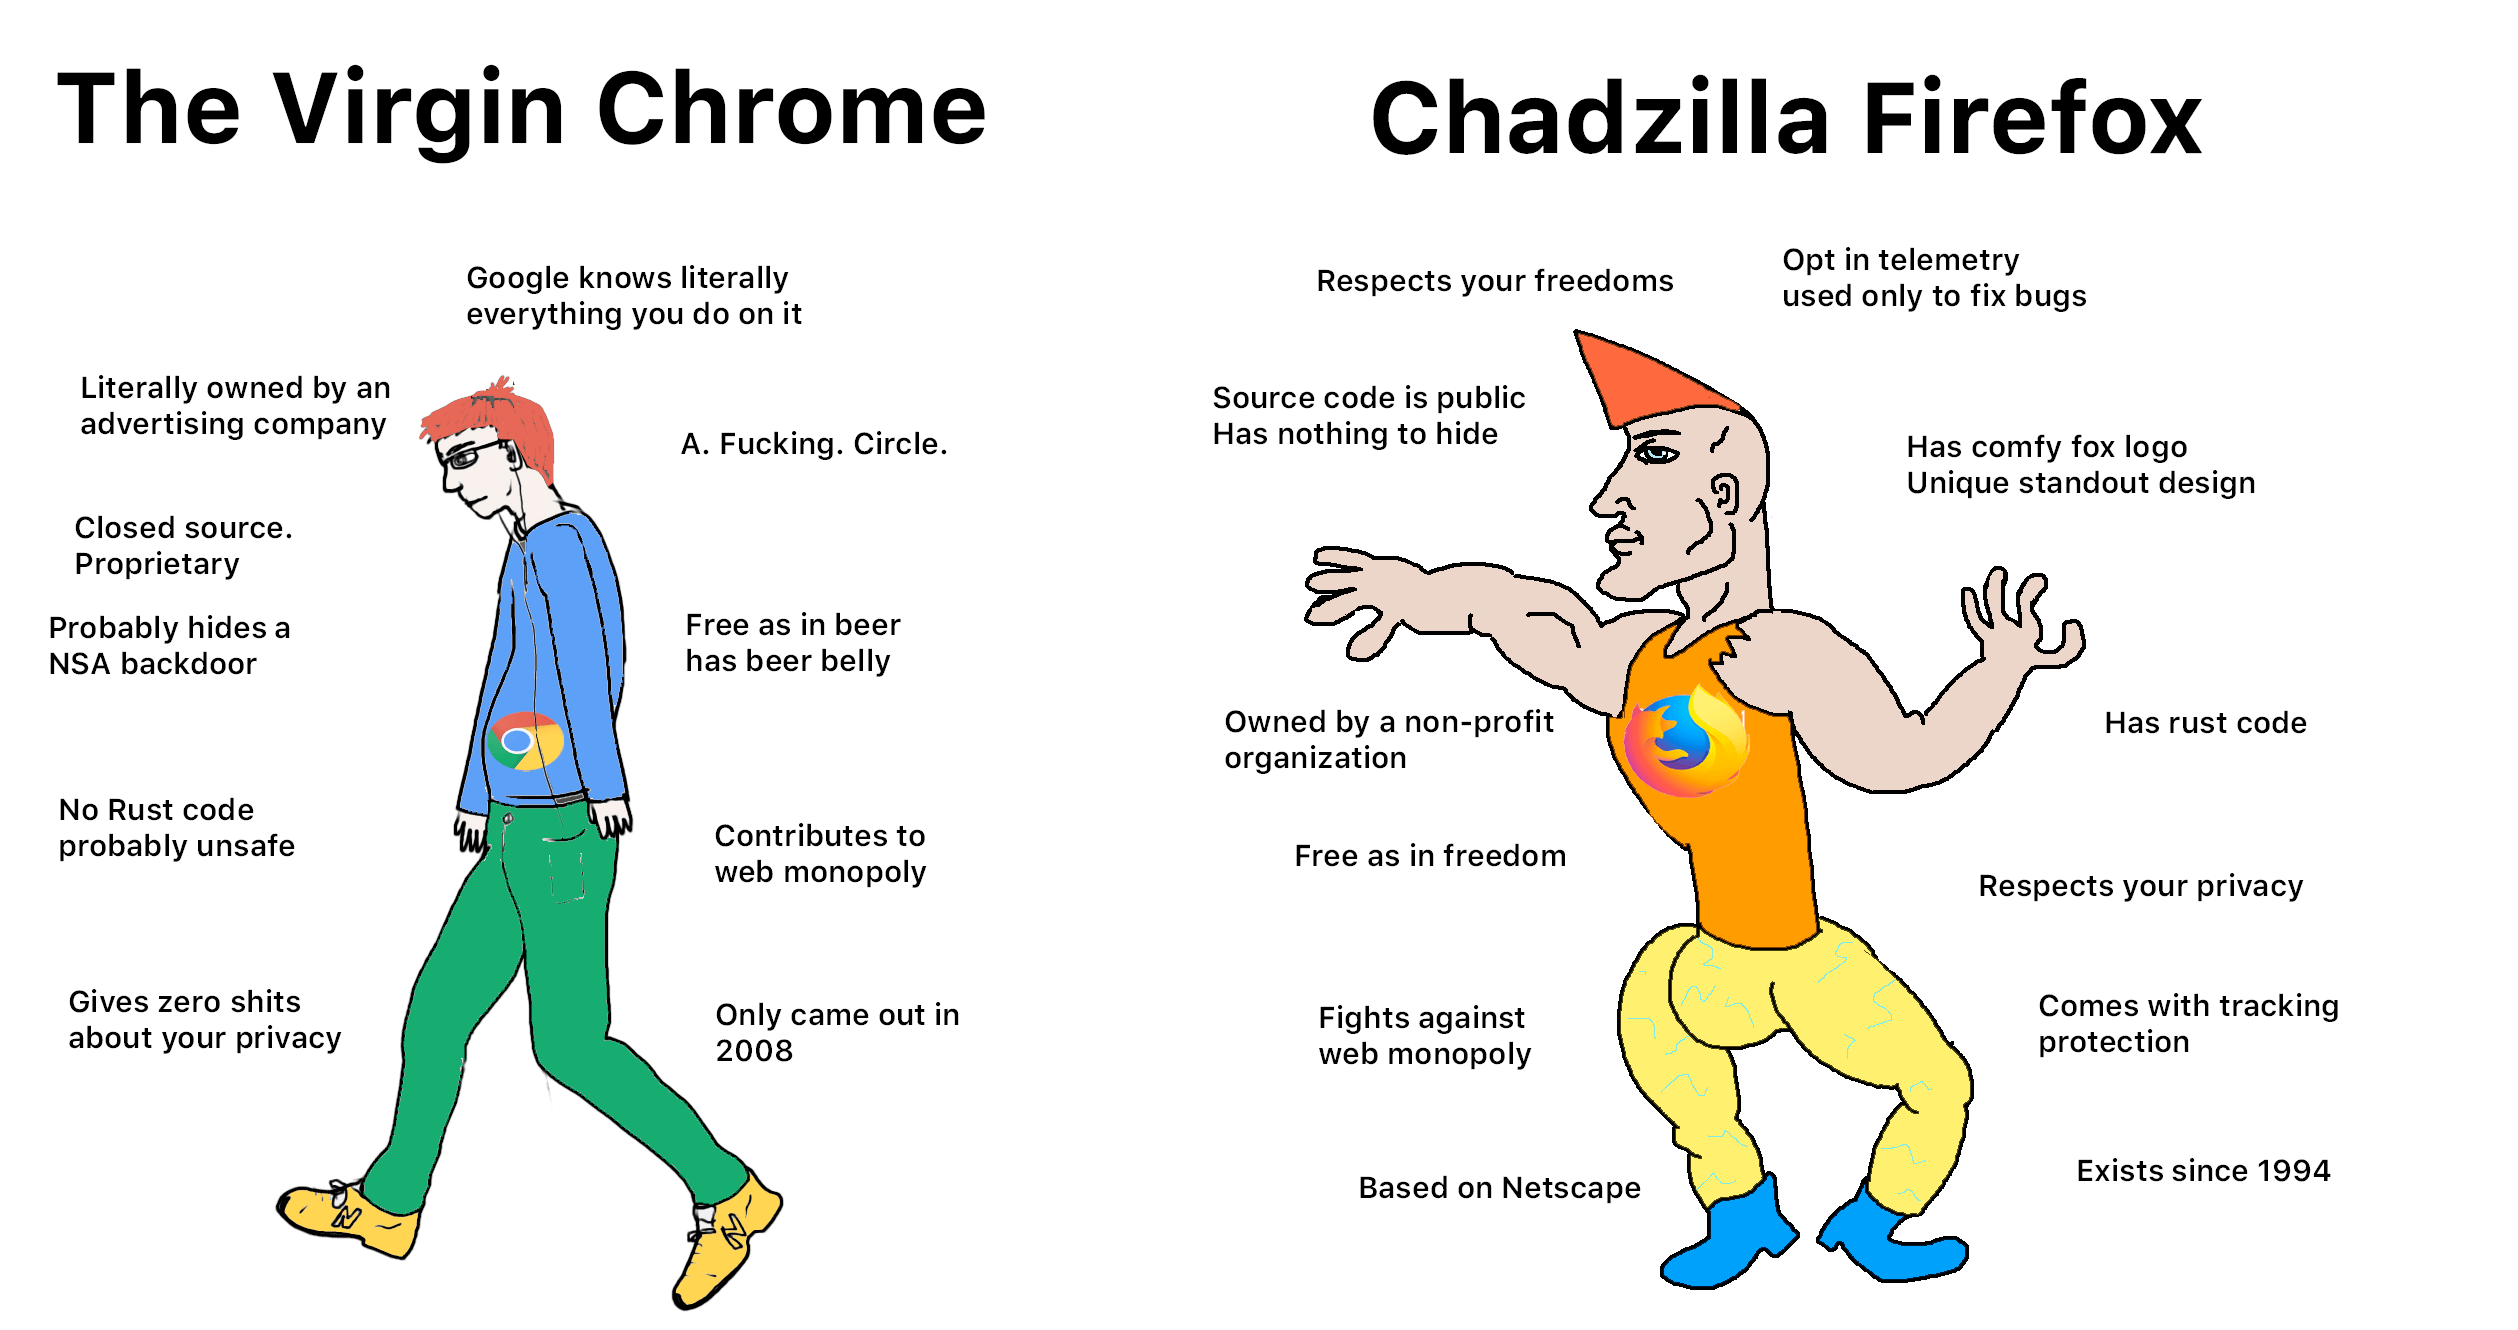 The Virgin Chrome
Google knows literally
everything you do on it
Literally owned by an
advertising company
A. Fucking. Circle.
Closed source.
Proprietary
Probably hides a
NSA backdoor
Free as in beer
has beer belly
No Rust code
probably unsafe
Contributes to
web monopoly
Gives zero shits
about your privacy
Only came out in
2008
N
N
Chadzilla Firefox
Respects your freedoms
Opt in telemetry
used only to fix bugs
Source code is public
Has nothing to hide
Has comfy fox logo
Unique standout design
Owned by a non-profit
organization
Has rust code
Free as in freedom
Respects your privacy
Fights against
web monopoly
Comes with tracking
protection
Based on Netscape
Exists since 1994